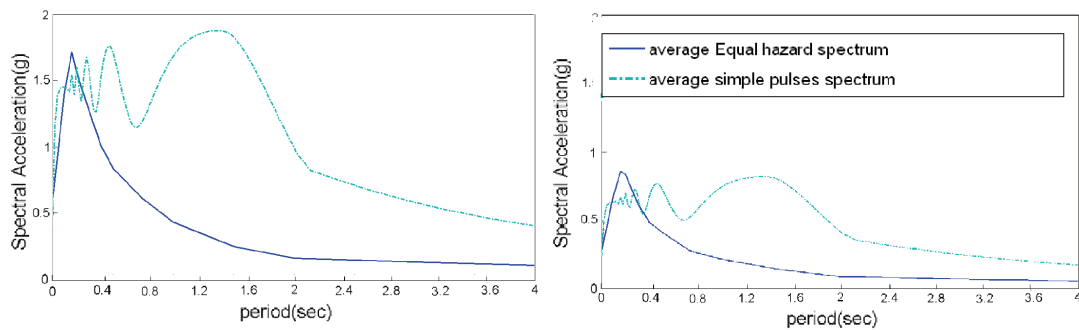 2
1.5
1
0.5
0
Spectral Acceleration(g)
0 0.4 0.8 1.2 1.6 2 2.4 2.8 3.2 3.6 4
period(sec)
2
1.5
1
0.5
0
Spectral Acceleration(g)
average Equal hazard spectrum
average simple pulses spectrum
0 0.4 0.8 1.2 1.6 2 2.4 2.8 3.2 3.6 4
period(sec)